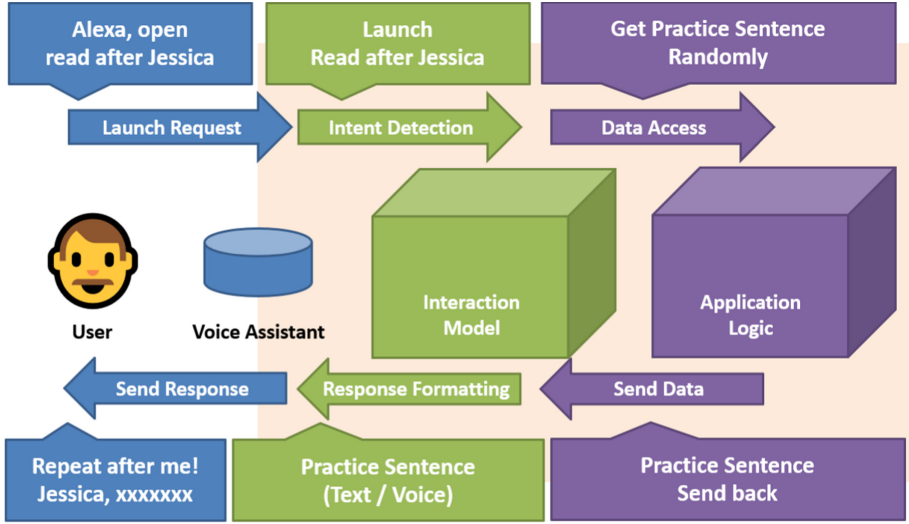 Alexa, open
read after Jessica
Launch
Read after Jessica
Get Practice Sentence
Randomly
Launch Request
Intent Detection
Data Access
User
Voice Assistant
Interaction
Model
Application
Logic
Send Response
Response Formatting
Send Data
Repeat after me!
Jessica, xxxxxxx
Practice Sentence
(Text / Voice)
Practice Sentence
Send back